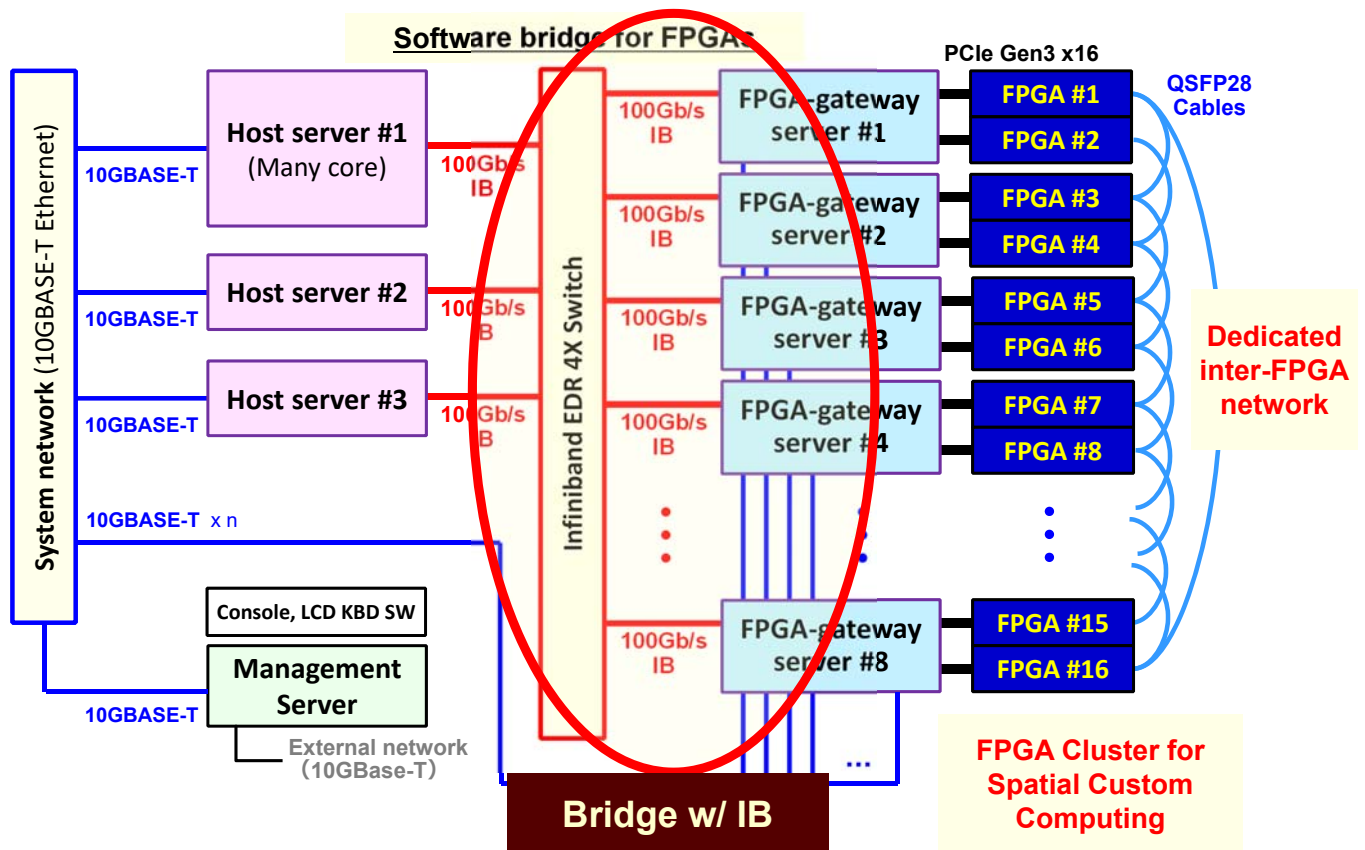 Software bridge for FPGAs
PCIe Gen3 x16
QSFP28
Cables
System network (10GBASE-T Ethernet)
Host server #1
(Many core)
10GBASE-T
100Gb/s
IB
Host server #2
10GBASE-T
100Gb/s
IB
Host server #3
10GBASE-T
100Gb/s
IB
10GBASE-T x n
Console, LCD KBD SW
Management
Server
10GBASE-T
External network
(10GBase-T)
Infiniband EDR 4X Switch
100Gb/s
IB
100Gb/s
IB
100Gb/s
IB
100Gb/s
IB
100Gb/s
IB
FPGA-gateway
server #1
FPGA-gateway
server #2
FPGA-gateway
server #3
FPGA-gateway
server #4
FPGA-gateway
server #8
FPGA #1
FPGA #2
FPGA #3
FPGA #4
FPGA #5
FPGA #6
FPGA #7
FPGA #8
FPGA #15
FPGA #16
Dedicated
inter-FPGA
network
...
Bridge w/ IB
FPGA Cluster for
Spatial Custom
Computing